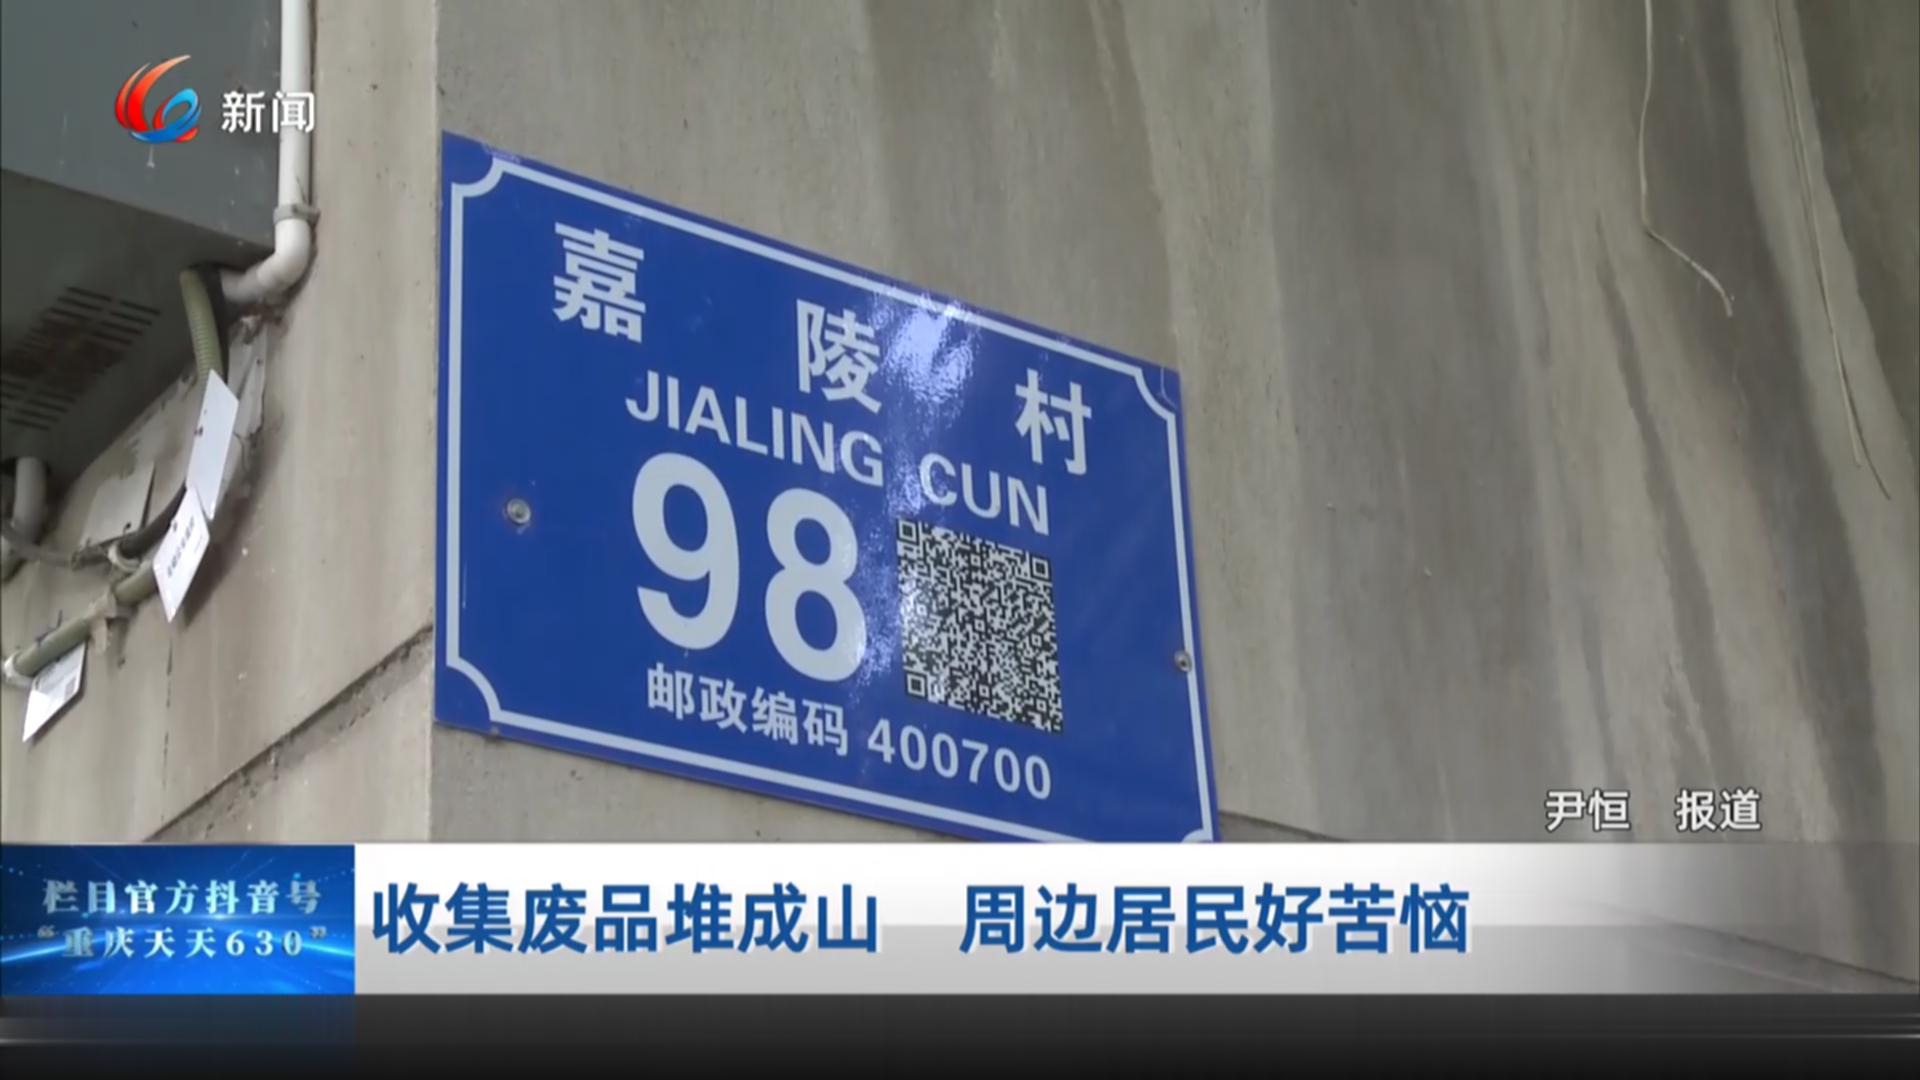 新闻
嘉陵村
JIALING CUN
98
邮政编码 400700
尹恒 报道
栏目官方抖音号
“重庆天天630”
收集废品堆成山 周边居民好苦恼